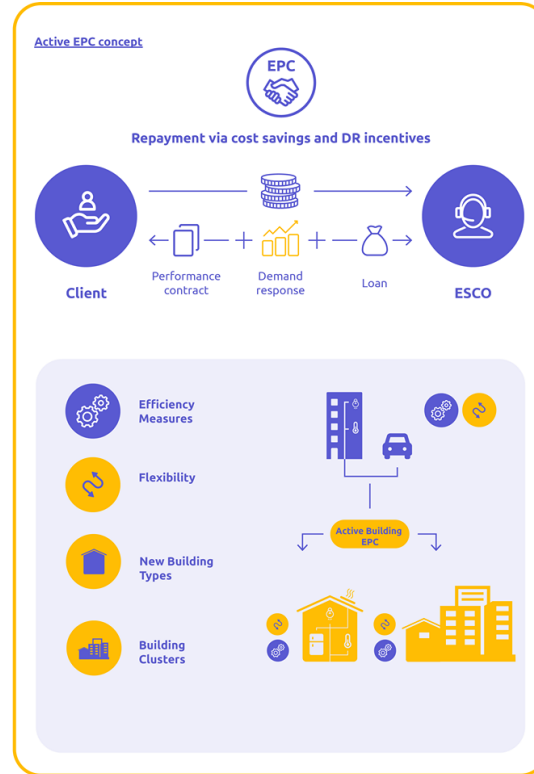 Active EPC concept
EPC
Repayment via cost savings and DR incentives
Client
Performance
contract
Demand
response
Loan
ESCO
Efficiency
Measures
Flexibility
New Building
Types
Building
Clusters
Active Building
EPC